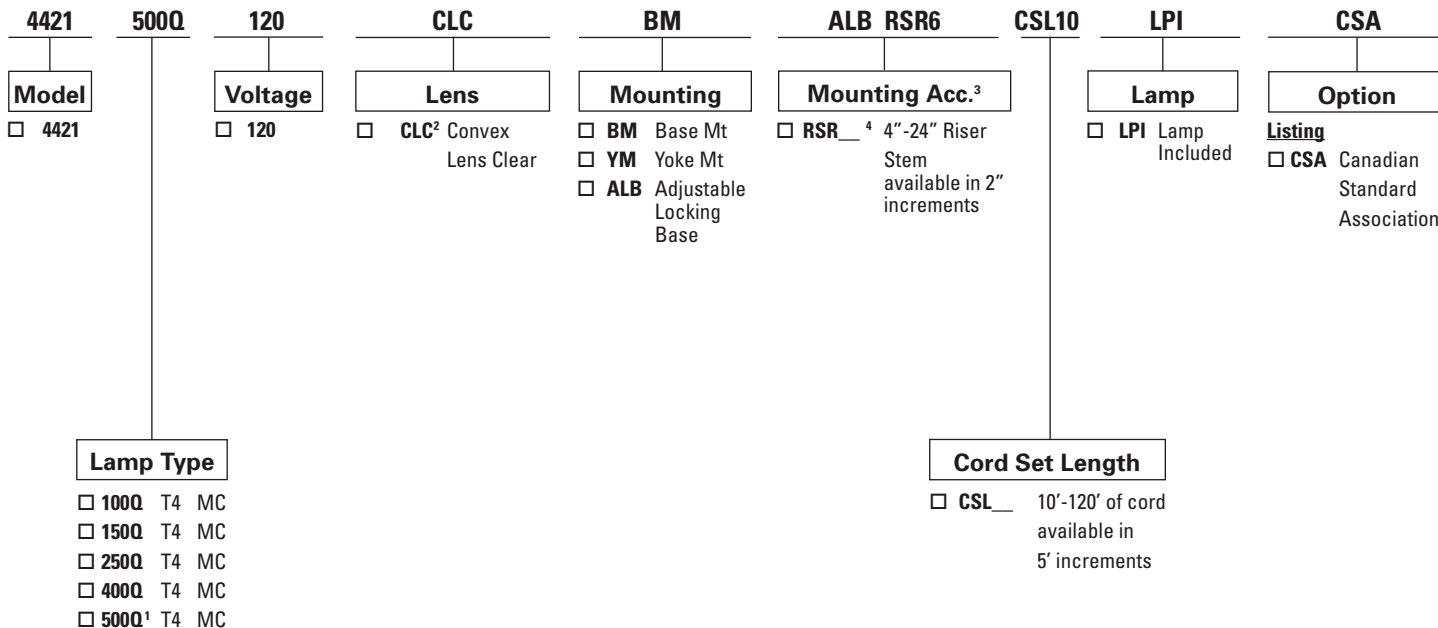 4421 500Q 120 CLC BM ALB RSR6 CSL10 LPI CSA
Model Voltage Lens Mounting Mounting Acc.³ Lamp Option
☐ 4421
☐ 120
☐ CLC² Convex
Lens Clear
☐ BM Base Mt
☐ YM Yoke Mt
☐ ALB Adjustable
Locking
Base
☐ RSR__ ⁴ 4″-24″ Riser
Stem
available in 2″
increments
☐ LPI Lamp
Included
Listing
☐ CSA Canadian
Standard
Association
Lamp Type
☐ 100Q T4 MC
☐ 150Q T4 MC
☐ 250Q T4 MC
☐ 400Q T4 MC
☐ 500Q¹ T4 MC
Cord Set Length
☐ CSL__ 10′-120′ of cord
available in
5′ increments